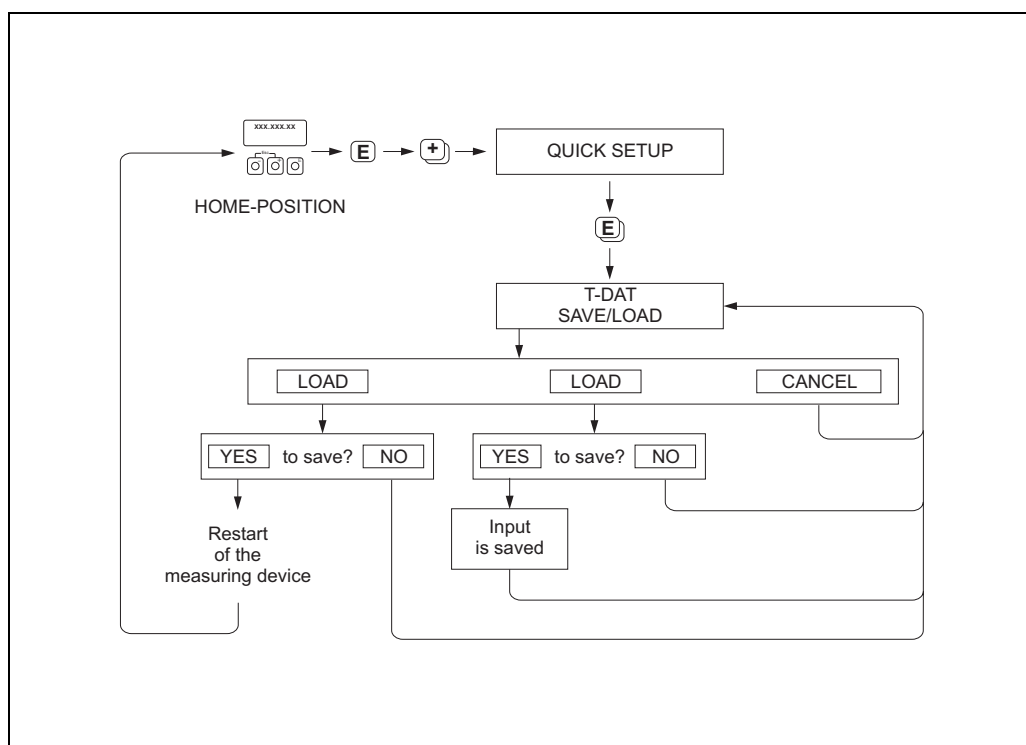 xxx.xxx.xx
E
+
QUICK SETUP
HOME-POSITION
E
T-DAT
SAVE/LOAD
LOAD LOAD CANCEL
YES to save? NO YES to save? NO
Restart
of the
measuring device
Input
is saved